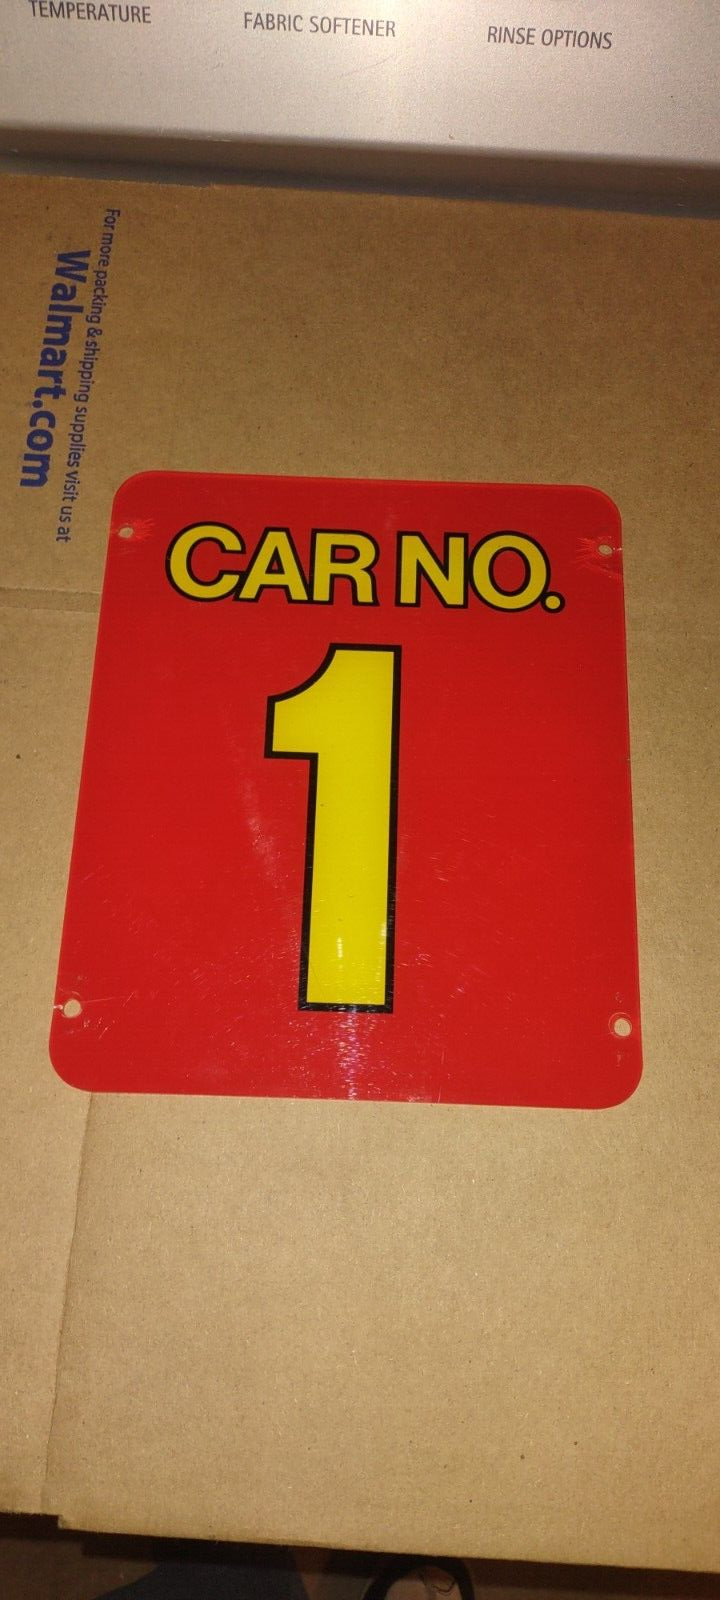 TEMPERATURE
FABRIC SOFTENER
RINSE OPTIONS
For more packing & shipping supplies visit us at
Walmart.com
CAR NO.
1